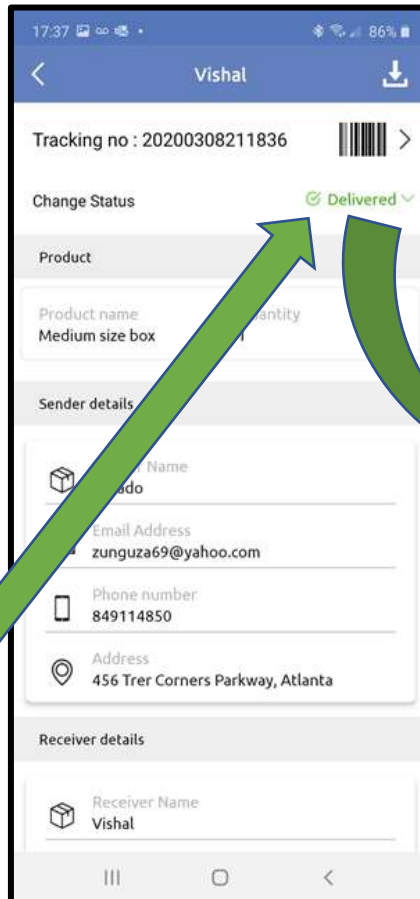 17:37
86%
Vishal
Tracking no : 20200308211836
Change Status
Delivered
Product
Product name
Medium size box
Sender details
Name
Email Address
zunguza69@yahoo.com
Phone number
849114850
Address
456 Trer Corners Parkway, Atlanta
Receiver details
Receiver Name
Vishal